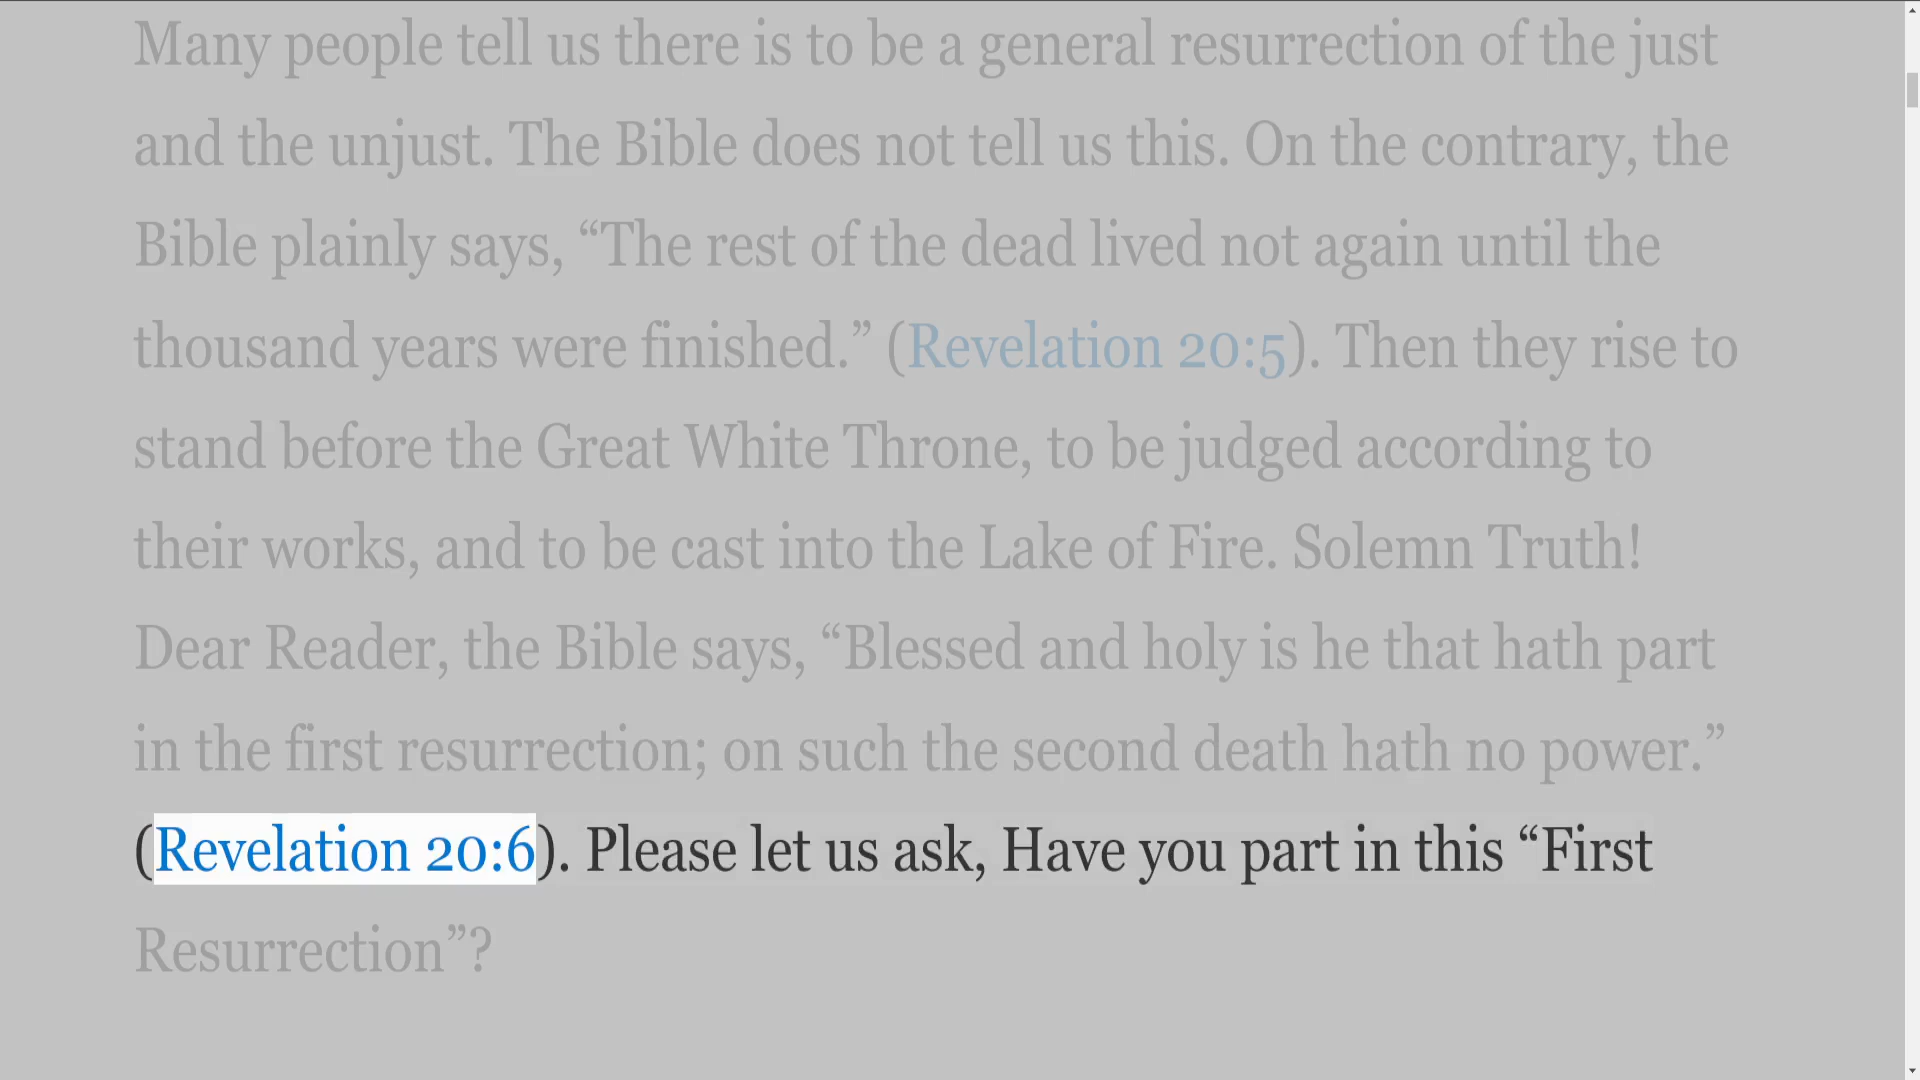 Many people tell us there is to be a general resurrection of the just
and the unjust. The Bible does not tell us this. On the contrary, the
Bible plainly says, “The rest of the dead lived not again until the
thousand years were finished.” (Revelation 20:5). Then they rise to
stand before the Great White Throne, to be judged according to
their works, and to be cast into the Lake of Fire. Solemn Truth!
Dear Reader, the Bible says, “Blessed and holy is he that hath part
in the first resurrection; on such the second death hath no power.”
(Revelation 20:6). Please let us ask, Have you part in this “First
Resurrection”?